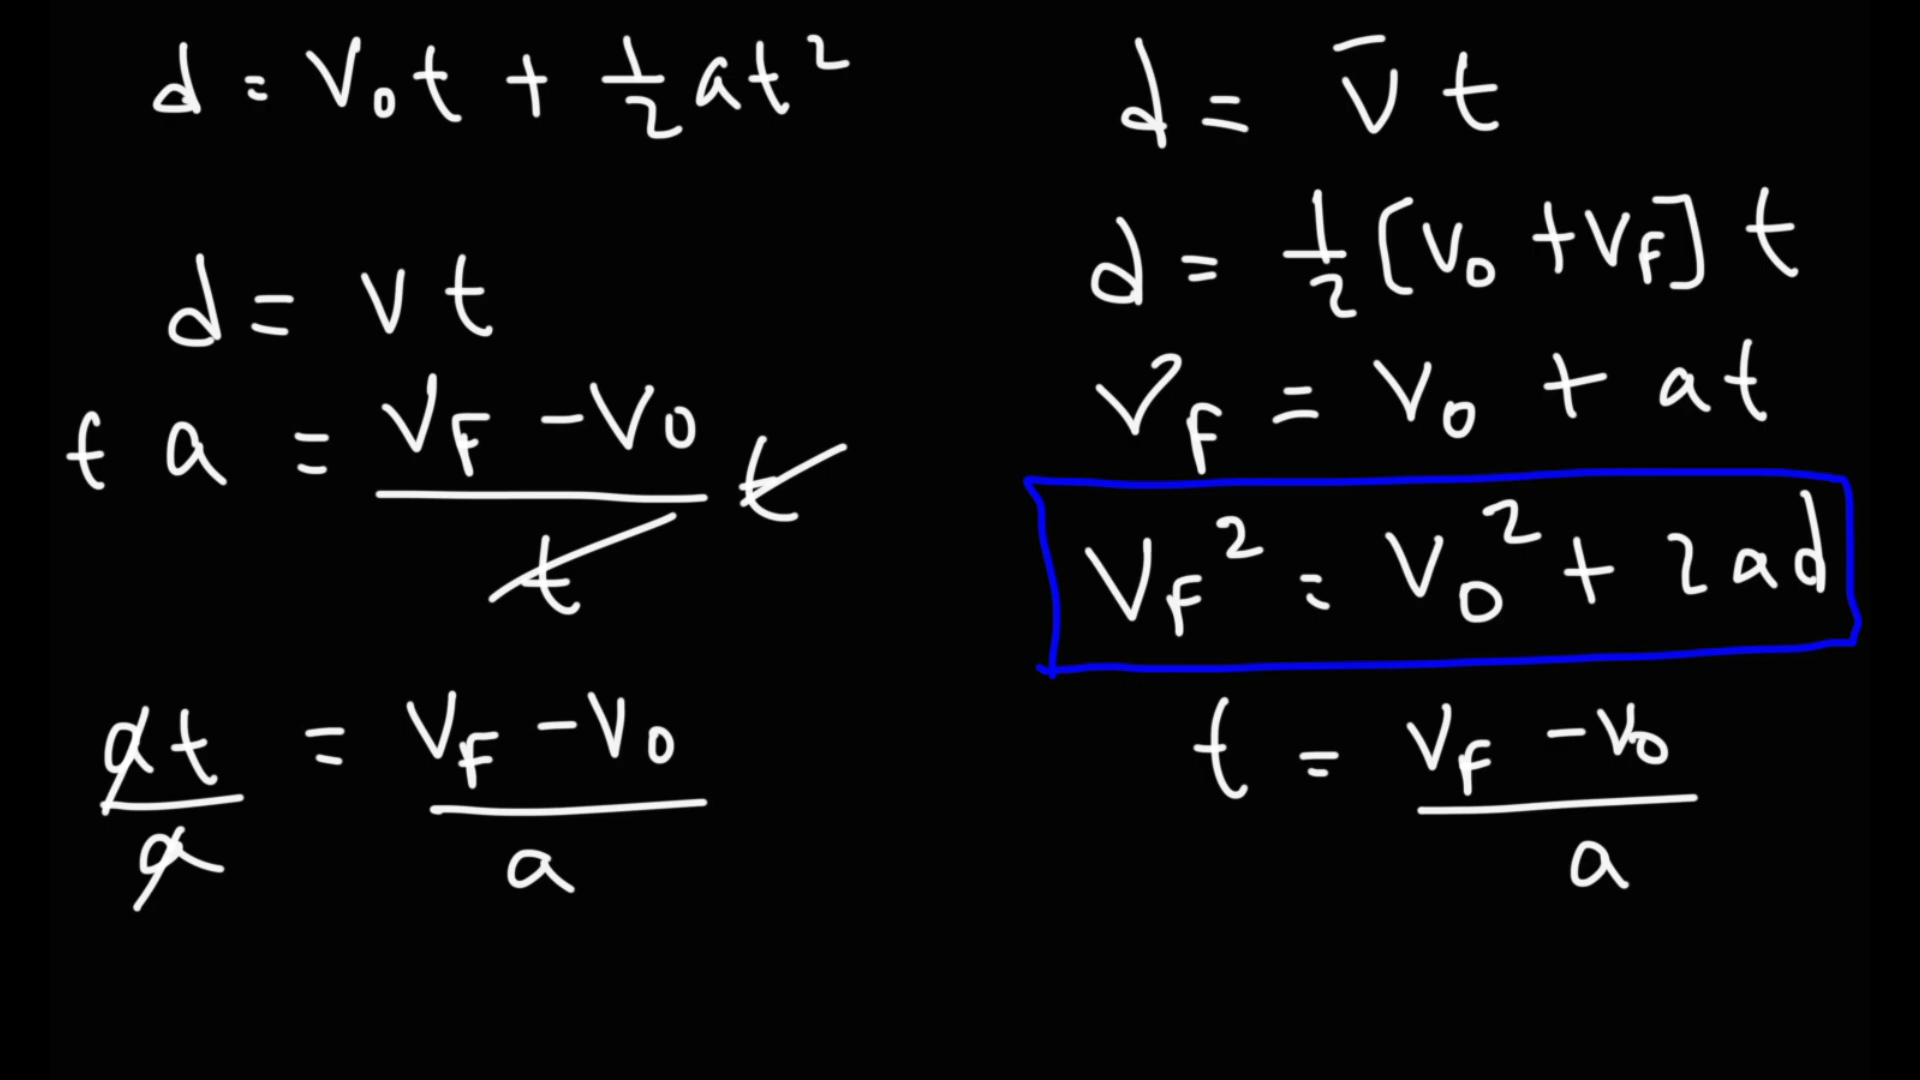 d = V₀t + ½at²
d = vt
t a = (V_F - V₀)/t t
at/a = (V_F - V₀)/a
d = v̄ t
d = ½[V₀ + V_F] t
V_F = V₀ + at
V_F² = V₀² + 2ad
t = (V_F - V₀)/a